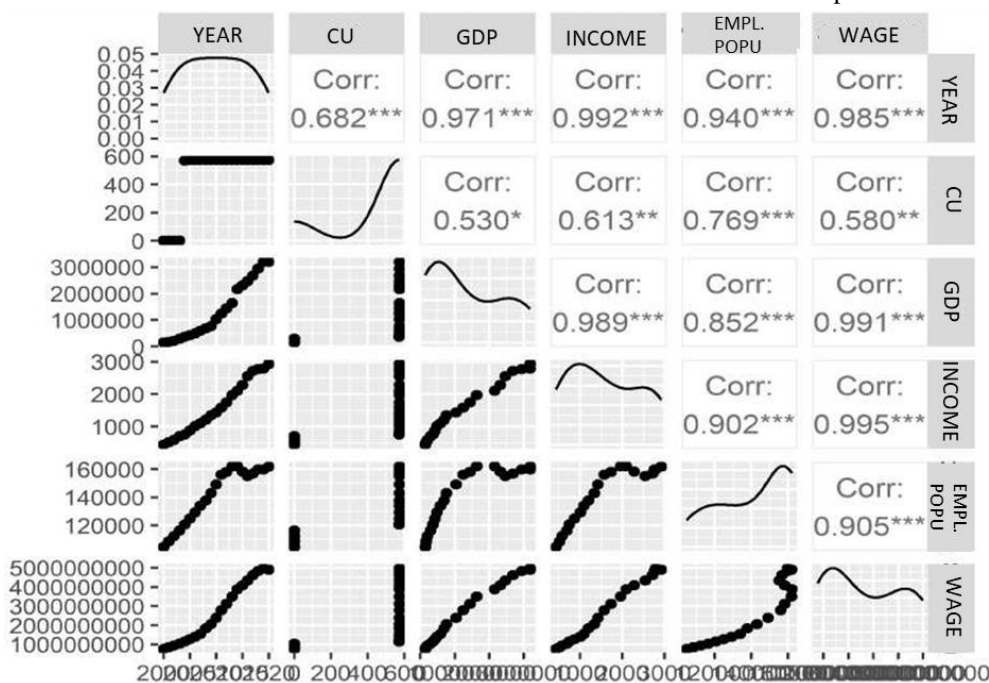 YEAR CU GDP INCOME EMPL. POPU WAGE
0.05
0.04
0.03
0.02
0.01
0.00
Corr: Corr: Corr: Corr: Corr:
0.682*** 0.971*** 0.992*** 0.940*** 0.985***
YEAR
600
400
200
0
Corr: Corr: Corr: Corr:
0.530* 0.613** 0.769*** 0.580**
CU
3000000
2000000
1000000
0
Corr: Corr: Corr:
0.989*** 0.852*** 0.991***
GDP
3000
2000
1000
Corr: Corr:
0.902*** 0.995***
INCOME
160000
140000
120000
Corr:
0.905***
EMPL.
POPU
5000000000
4000000000
3000000000
2000000000
1000000000
WAGE